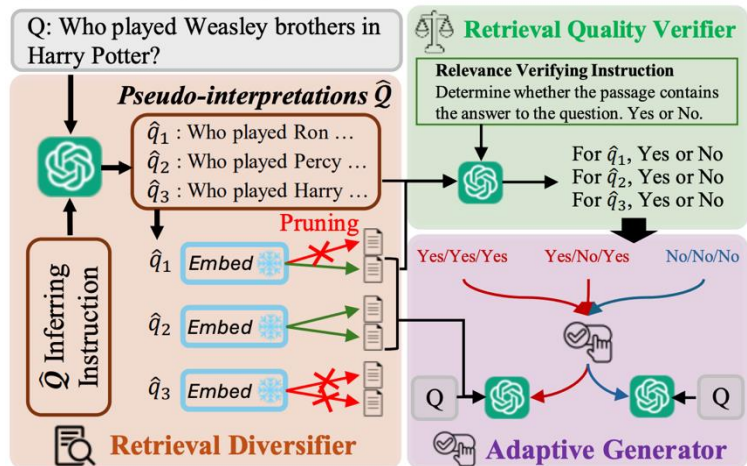 Q: Who played Weasley brothers in
Harry Potter?
Pseudo-interpretations Q̂
q̂₁ : Who played Ron …
q̂₂ : Who played Percy …
q̂₃ : Who played Harry …
Q̂ Inferring
Instruction
Pruning
q̂₁
Embed
q̂₂
Embed
q̂₃
Embed
Retrieval Diversifier
Retrieval Quality Verifier
Relevance Verifying Instruction
Determine whether the passage contains
the answer to the question. Yes or No.
For q̂₁, Yes or No
For q̂₂, Yes or No
For q̂₃, Yes or No
Yes/Yes/Yes
Yes/No/Yes
No/No/No
Q
Q
Adaptive Generator